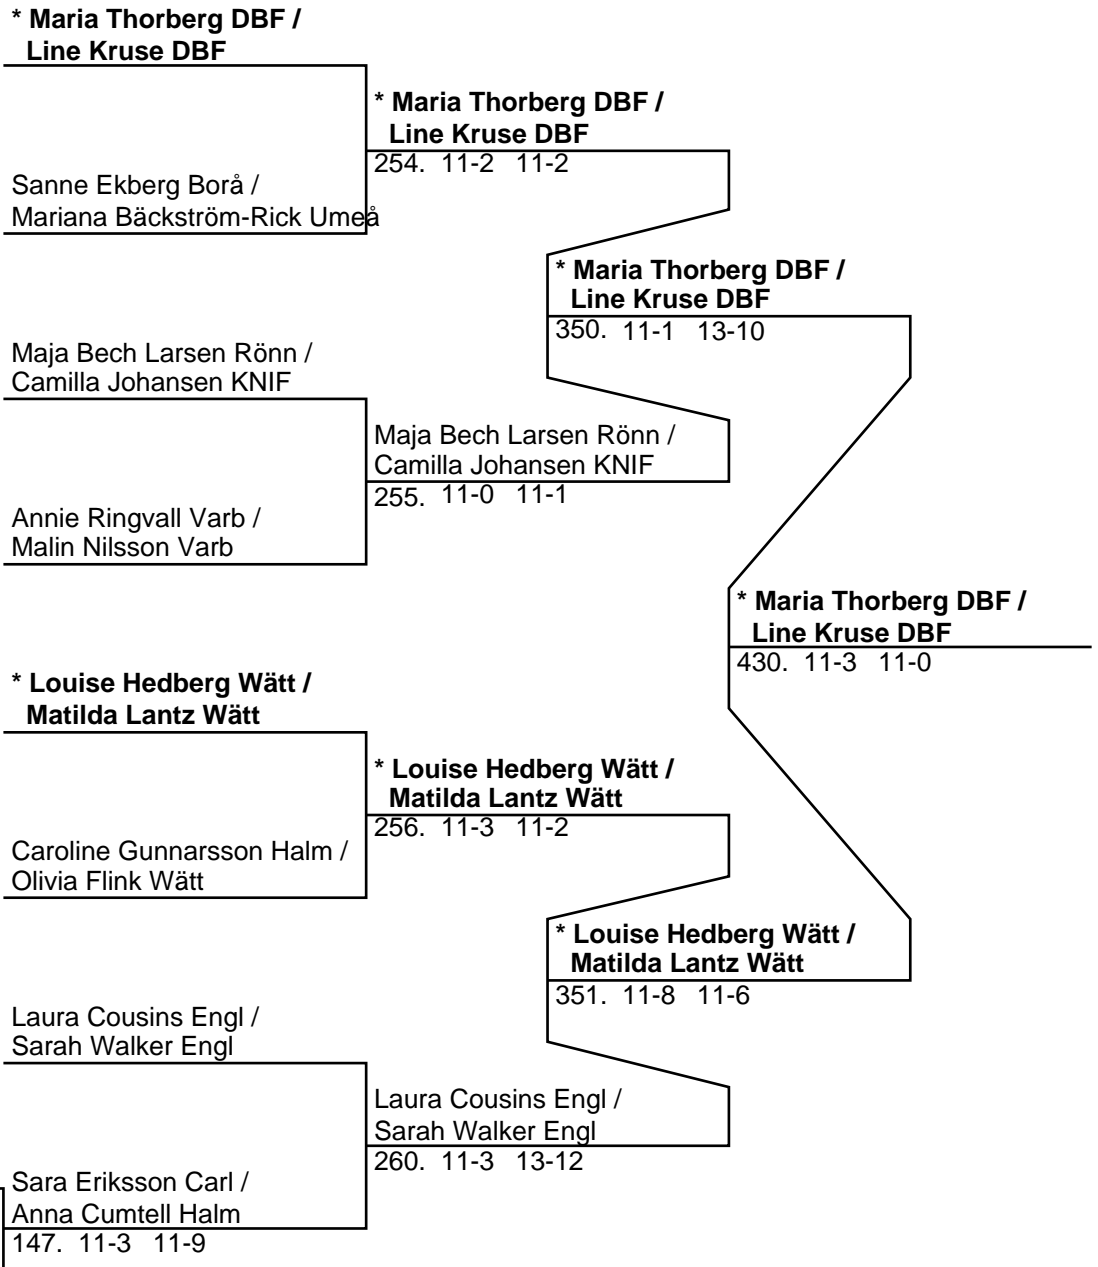 * Maria Thorberg DBF /
Line Kruse DBF
* Maria Thorberg DBF /
Line Kruse DBF
254. 11-2 11-2
Sanne Ekberg Borå /
Mariana Bäckström-Rick Umeå
* Maria Thorberg DBF /
Line Kruse DBF
350. 11-1 13-10
Maja Bech Larsen Rönn /
Camilla Johansen KNIF
Maja Bech Larsen Rönn /
Camilla Johansen KNIF
255. 11-0 11-1
Annie Ringvall Varb /
Malin Nilsson Varb
* Maria Thorberg DBF /
Line Kruse DBF
430. 11-3 11-0
* Louise Hedberg Wätt /
Matilda Lantz Wätt
* Louise Hedberg Wätt /
Matilda Lantz Wätt
256. 11-3 11-2
Caroline Gunnarsson Halm /
Olivia Flink Wätt
* Louise Hedberg Wätt /
Matilda Lantz Wätt
351. 11-8 11-6
Laura Cousins Engl /
Sarah Walker Engl
Laura Cousins Engl /
Sarah Walker Engl
260. 11-3 13-12
Sara Eriksson Carl /
Anna Cumtell Halm
147. 11-3 11-9